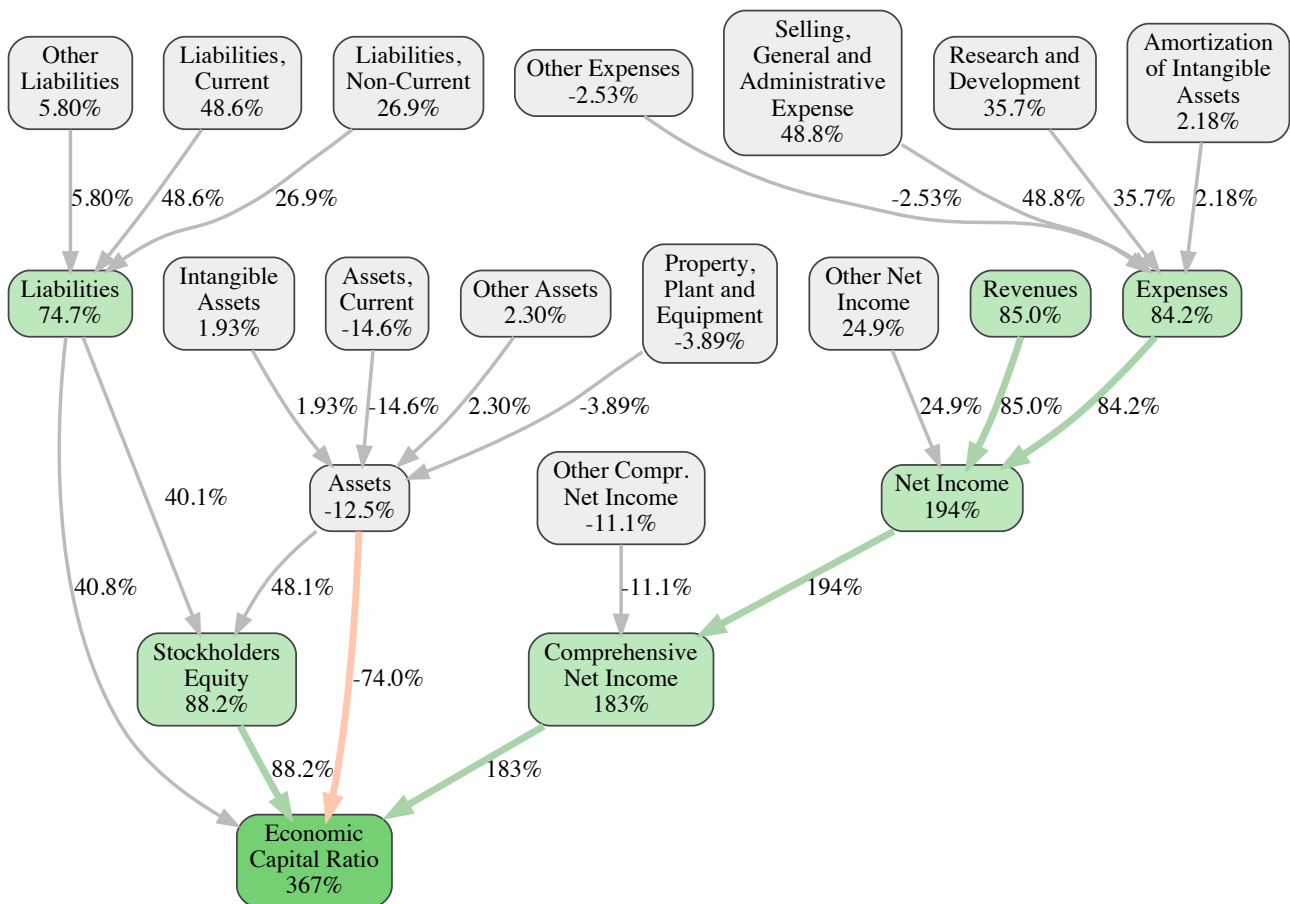 Other
Liabilities
5.80%
Liabilities,
Current
48.6%
Liabilities,
Non-Current
26.9%
Other Expenses
-2.53%
Selling,
General and
Administrative
Expense
48.8%
Research and
Development
35.7%
Amortization
of Intangible
Assets
2.18%
5.80%
48.6%
26.9%
-2.53%
48.8%
35.7%
2.18%
Liabilities
74.7%
Intangible
Assets
1.93%
Assets,
Current
-14.6%
Other Assets
2.30%
Property,
Plant and
Equipment
-3.89%
Other Net
Income
24.9%
Revenues
85.0%
Expenses
84.2%
1.93%
-14.6%
2.30%
-3.89%
24.9%
85.0%
84.2%
40.1%
Assets
-12.5%
Other Compr.
Net Income
-11.1%
Net Income
194%
40.8%
48.1%
-11.1%
194%
Stockholders
Equity
88.2%
-74.0%
Comprehensive
Net Income
183%
88.2%
183%
Economic
Capital Ratio
367%